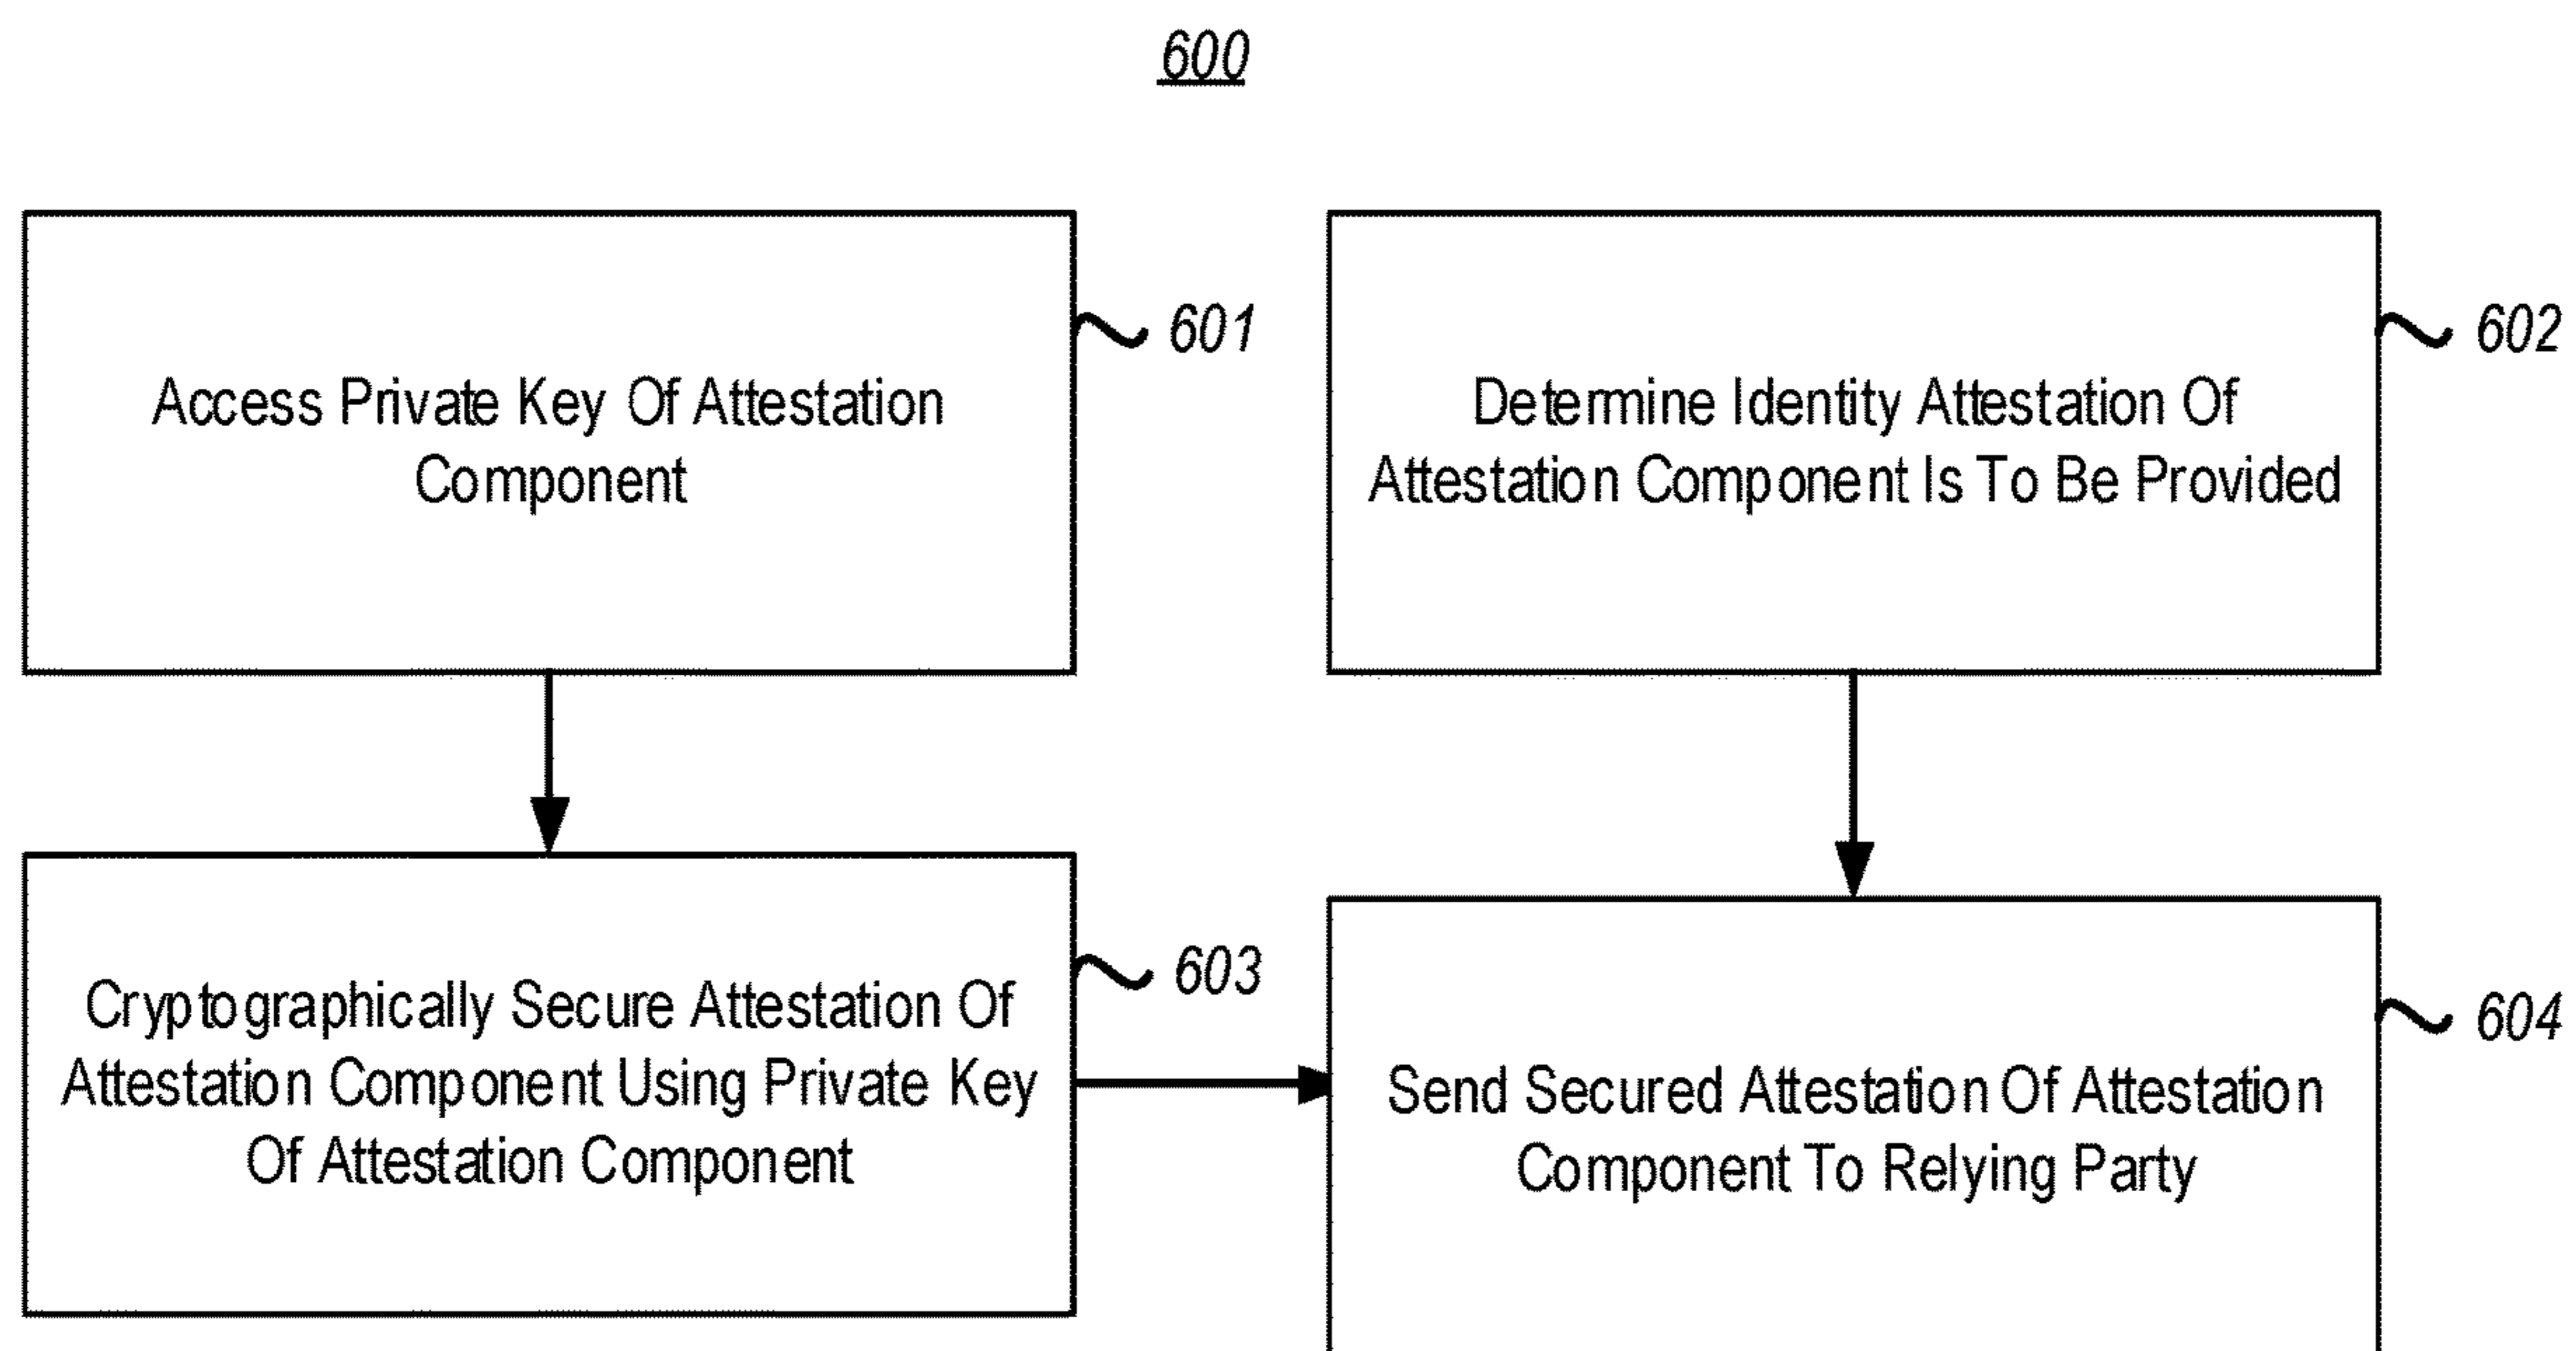 600
Access Private Key Of Attestation
Component
601
Determine Identity Attestation Of
Attestation Component Is To Be Provided
602
Cryptographically Secure Attestation Of
Attestation Component Using Private Key
Of Attestation Component
603
Send Secured Attestation Of Attestation
Component To Relying Party
604